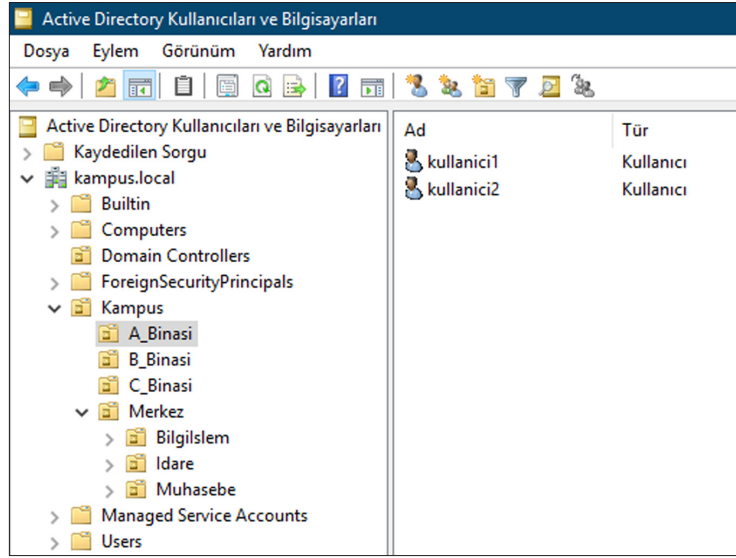 Active Directory Kullanıcıları ve Bilgisayarları
Dosya Eylem Görünüm Yardım
Active Directory Kullanıcıları ve Bilgisayarları
Kaydedilen Sorgu
kampus.local
Builtin
Computers
Domain Controllers
ForeignSecurityPrincipals
Kampus
A_Binasi
B_Binasi
C_Binasi
Merkez
BilgiIslem
Idare
Muhasebe
Managed Service Accounts
Users
Ad Tür
kullanici1 Kullanıcı
kullanici2 Kullanıcı